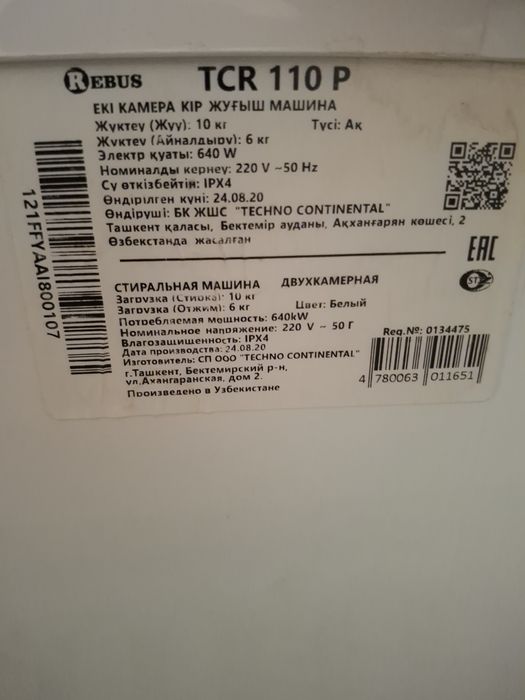 REBUS TCR 110 P
ЕКІ КАМЕРА КІР ЖУҒЫШ МАШИНА
Жүктеу (Жуу): 10 кг Түсі: Ақ
Жүктеу (Айналдыру): 6 кг
Электр қуаты: 640 W
Номиналды кернеу: 220 V ~50 Hz
Су өткізбейтін: IPX4
Өндірілген күні: 24.08.20
Өндіруші: БК ЖШС "TECHNO CONTINENTAL"
Ташкент қаласы, Бектемір ауданы, Ақханғарян көшесі, 2
Өзбекстанда жасалған
121FFYAAI800107
EAC
СТИРАЛЬНАЯ МАШИНА ДВУХКАМЕРНАЯ
Загрузка (Стирка): 10 кг
Загрузка (Отжим): 6 кг Цвет: Белый
Потребляемая мощность: 640kW
Номинальное напряжение: 220 V ~ 50 Г
Влагозащищенность: IPX4
Дата производства: 24.08.20
Изготовитель: СП ООО "TECHNO CONTINENTAL"
г.Ташкент, Бектемирский р-н,
ул.Ахангаранская, дом 2.
Произведено в Узбекистане
Reg.№: 0134475
4 780063 011651